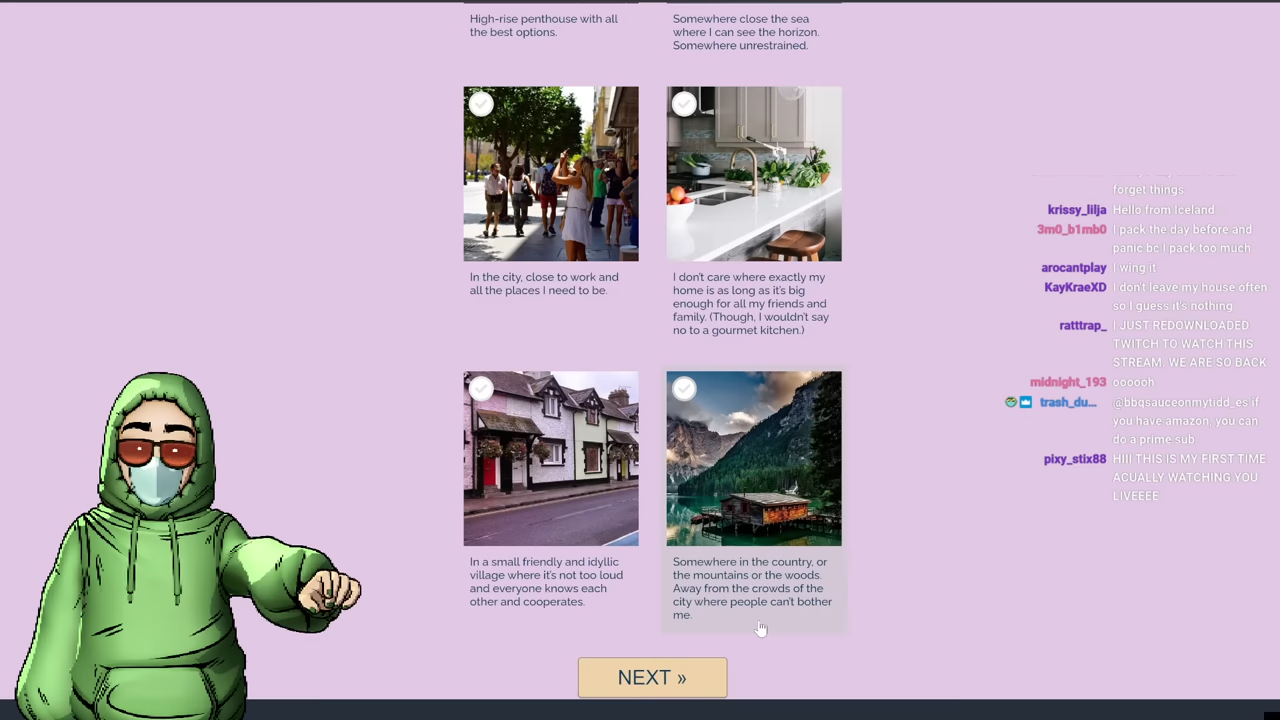 High-rise penthouse with all
the best options.
Somewhere close the sea
where I can see the horizon.
Somewhere unrestrained.
In the city, close to work and
all the places I need to be.
I don't care where exactly my
home is as long as it's big
enough for all my friends and
family. (Though, I wouldn't say
no to a gourmet kitchen.)
In a small friendly and idyllic
village where it's not too loud
and everyone knows each
other and cooperates.
Somewhere in the country, or
the mountains or the woods.
Away from the crowds of the
city where people can't bother
me.
NEXT »
forget things
krissy_lilja Hello from Iceland
3m0_b1mb0 I pack the day before and
panic bc I pack too much
arocantplay I wing it
KayKraeXD I don't leave my house often
so I guess it's nothing
ratttrap_ I JUST REDOWNLOADED
TWITCH TO WATCH THIS
STREAM. WE ARE SO BACK
midnight_193 oooooh
trash_du... @bbqsauceonmytidd_es if
you have amazon, you can
do a prime sub
pixy_stix88 HIII THIS IS MY FIRST TIME
ACUALLY WATCHING YOU
LIVEEEE